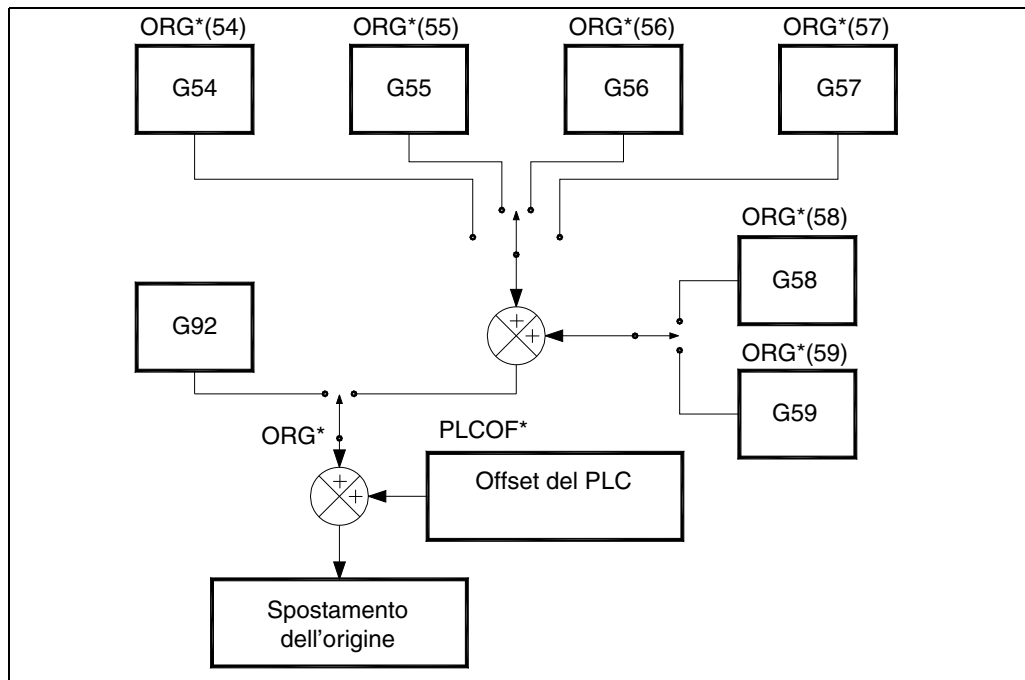 ORG*(54)
ORG*(55)
ORG*(56)
ORG*(57)
G54
G55
G56
G57
ORG*(58)
G58
G92
+
+
ORG*(59)
G59
ORG*
PLCOF*
+
+
Offset del PLC
Spostamento
dell'origine